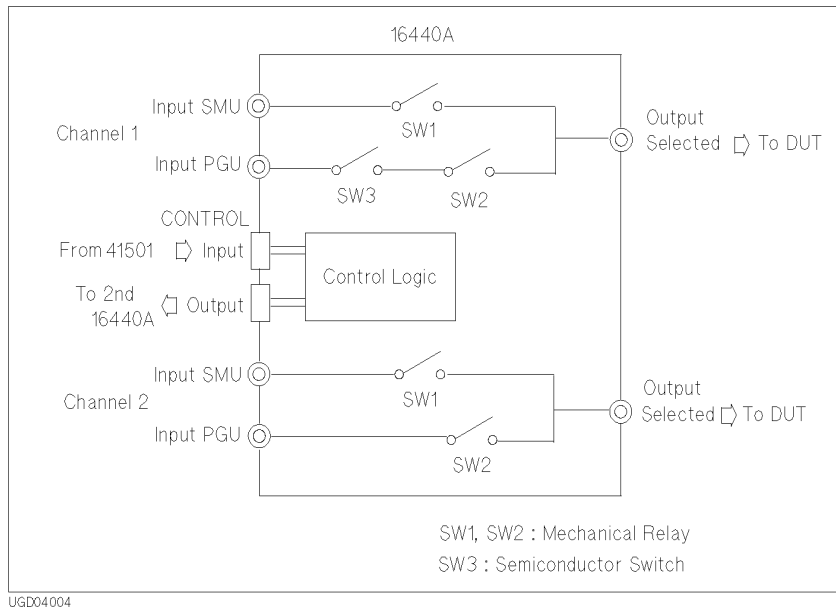 16440A
Input SMU
Channel 1
SW1
Output
Selected To DUT
Input PGU
SW3
SW2
CONTROL
From 41501 Input
Control Logic
To 2nd
16440A
Output
Input SMU
SW1
Channel 2
Output
Selected To DUT
Input PGU
SW2
SW1, SW2 : Mechanical Relay
SW3 : Semiconductor Switch
UGD04004